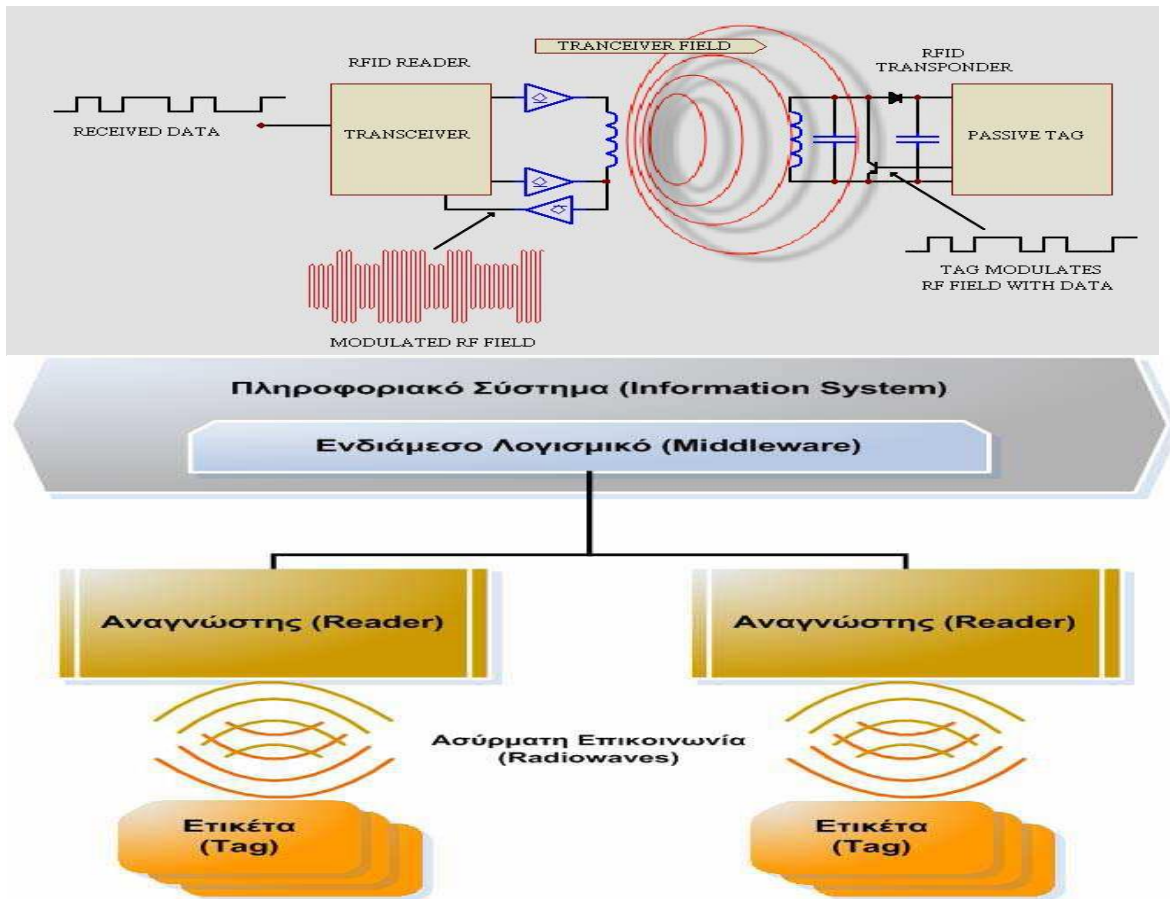 TRANCEIVER FIELD
RFID READER
RFID
TRANSPONDER
RECEIVED DATA
TRANSCEIVER
PASSIVE TAG
TAG MODULATES
RF FIELD WITH DATA
MODULATED RF FIELD
Πληροφοριακό Σύστημα (Information System)
Ενδιάμεσο Λογισμικό (Middleware)
Αναγνώστης (Reader)
Αναγνώστης (Reader)
Ασύρματη Επικοινωνία
(Radiowaves)
Ετικέτα
(Tag)
Ετικέτα
(Tag)